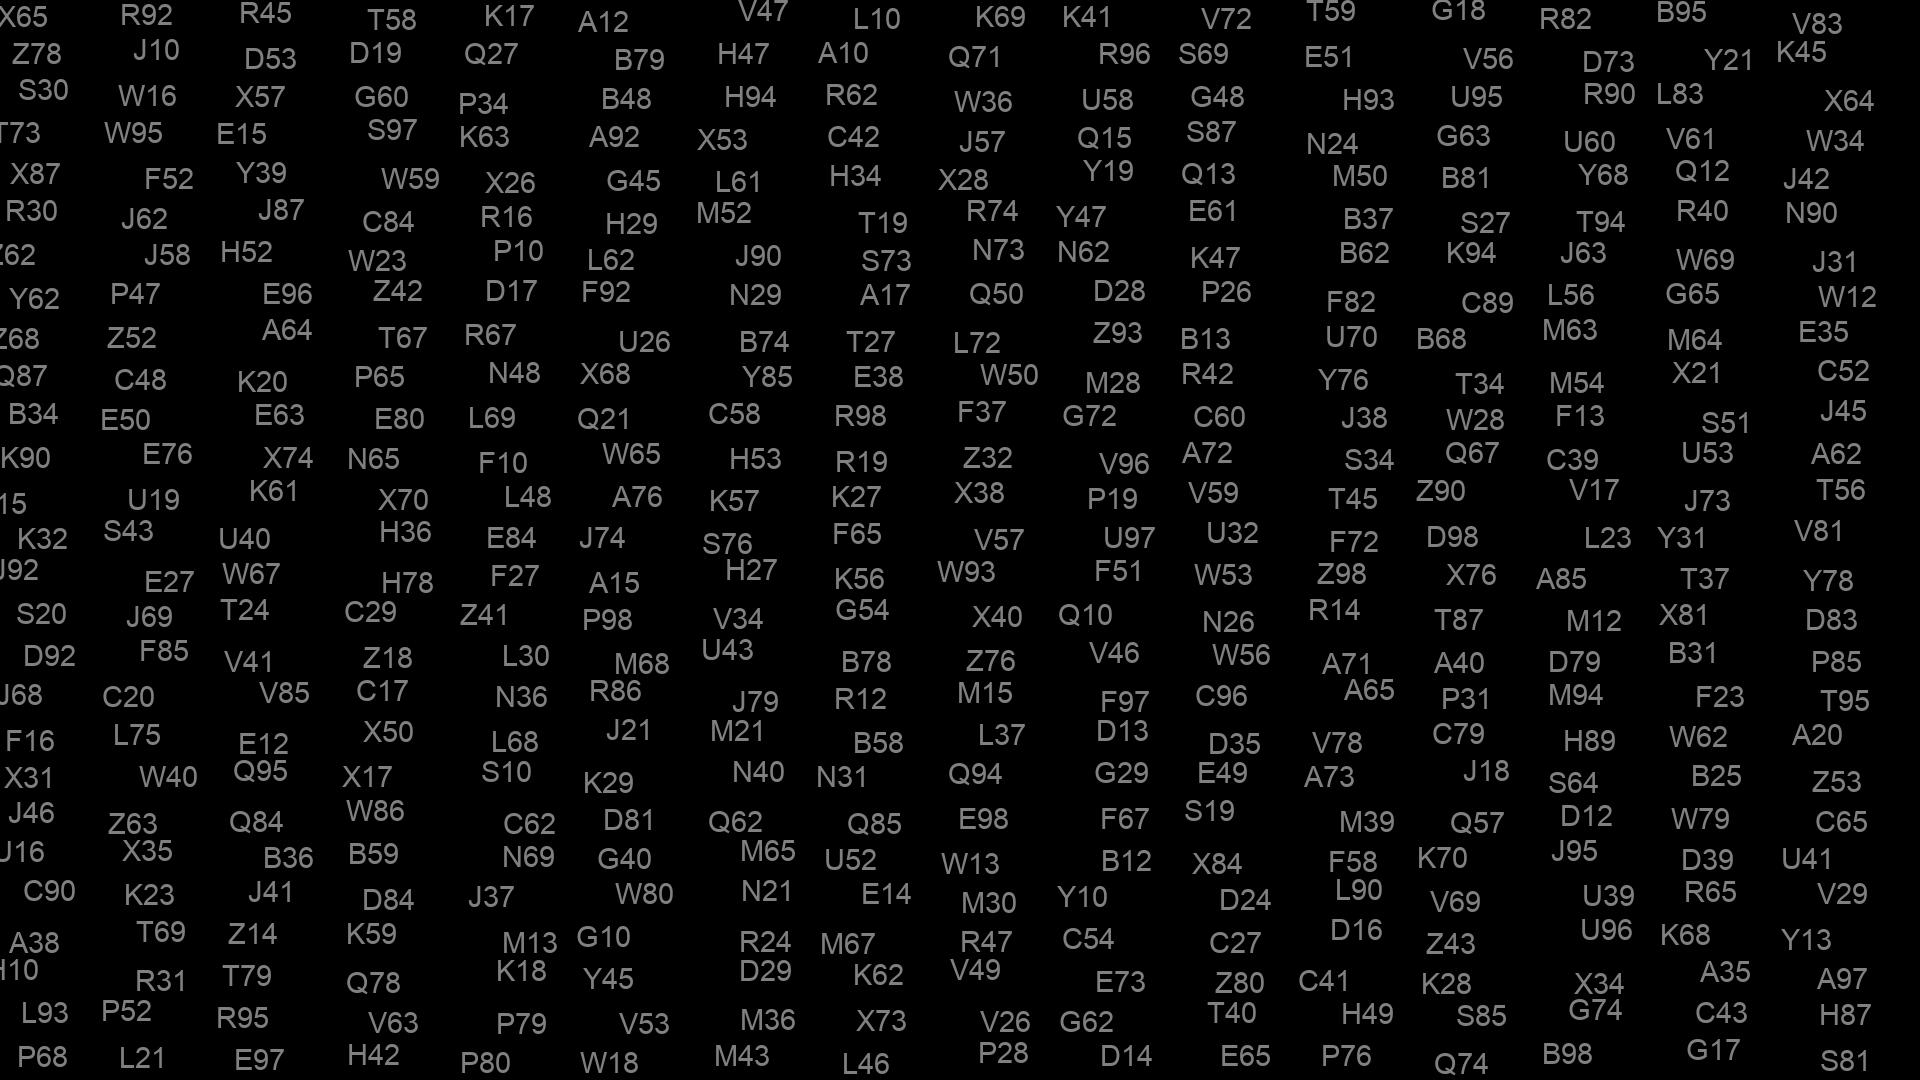 X65 R92 R45 T58 K17 A12 V47 L10 K69 K41 V72 T59 G18 R82 B95 V83
Z78 J10 D53 D19 Q27 B79 H47 A10 Q71 R96 S69 E51 V56 D73 Y21 K45
S30 W16 X57 G60 P34 B48 H94 R62 W36 U58 G48 H93 U95 R90 L83 X64
T73 W95 E15 S97 K63 A92 X53 C42 J57 Q15 S87 N24 G63 U60 V61 W34
X87 F52 Y39 W59 X26 G45 L61 H34 X28 Y19 Q13 M50 B81 Y68 Q12 J42
R30 J62 J87 C84 R16 H29 M52 T19 R74 Y47 E61 B37 S27 T94 R40 N90
Z62 J58 H52 W23 P10 L62 J90 S73 N73 N62 K47 B62 K94 J63 W69 J31
Y62 P47 E96 Z42 D17 F92 N29 A17 Q50 D28 P26 F82 C89 L56 G65 W12
Z68 Z52 A64 T67 R67 U26 B74 T27 L72 Z93 B13 U70 B68 M63 M64 E35
Q87 C48 K20 P65 N48 X68 Y85 E38 W50 M28 R42 Y76 T34 M54 X21 C52
B34 E50 E63 E80 L69 Q21 C58 R98 F37 G72 C60 J38 W28 F13 S51 J45
K90 E76 X74 N65 F10 W65 H53 R19 Z32 V96 A72 S34 Q67 C39 U53 A62
15 U19 K61 X70 L48 A76 K57 K27 X38 P19 V59 T45 Z90 V17 J73 T56
K32 S43 U40 H36 E84 J74 S76 F65 V57 U97 U32 F72 D98 L23 Y31 V81
J92 E27 W67 H78 F27 A15 H27 K56 W93 F51 W53 Z98 X76 A85 T37 Y78
S20 J69 T24 C29 Z41 P98 V34 G54 X40 Q10 N26 R14 T87 M12 X81 D83
D92 F85 V41 Z18 L30 M68 U43 B78 Z76 V46 W56 A71 A40 D79 B31 P85
J68 C20 V85 C17 N36 R86 J79 R12 M15 F97 C96 A65 P31 M94 F23 T95
F16 L75 E12 X50 L68 J21 M21 B58 L37 D13 D35 V78 C79 H89 W62 A20
X31 W40 Q95 X17 S10 K29 N40 N31 Q94 G29 E49 A73 J18 S64 B25 Z53
J46 Z63 Q84 W86 C62 D81 Q62 Q85 E98 F67 S19 M39 Q57 D12 W79 C65
U16 X35 B36 B59 N69 G40 M65 U52 W13 B12 X84 F58 K70 J95 D39 U41
C90 K23 J41 D84 J37 W80 N21 E14 M30 Y10 D24 L90 V69 U39 R65 V29
A38 T69 Z14 K59 M13 G10 R24 M67 R47 C54 C27 D16 Z43 U96 K68 Y13
H10 R31 T79 Q78 K18 Y45 D29 K62 V49 E73 Z80 C41 K28 X34 A35 A97
L93 P52 R95 V63 P79 V53 M36 X73 V26 G62 T40 H49 S85 G74 C43 H87
P68 L21 E97 H42 P80 W18 M43 L46 P28 D14 E65 P76 Q74 B98 G17 S81